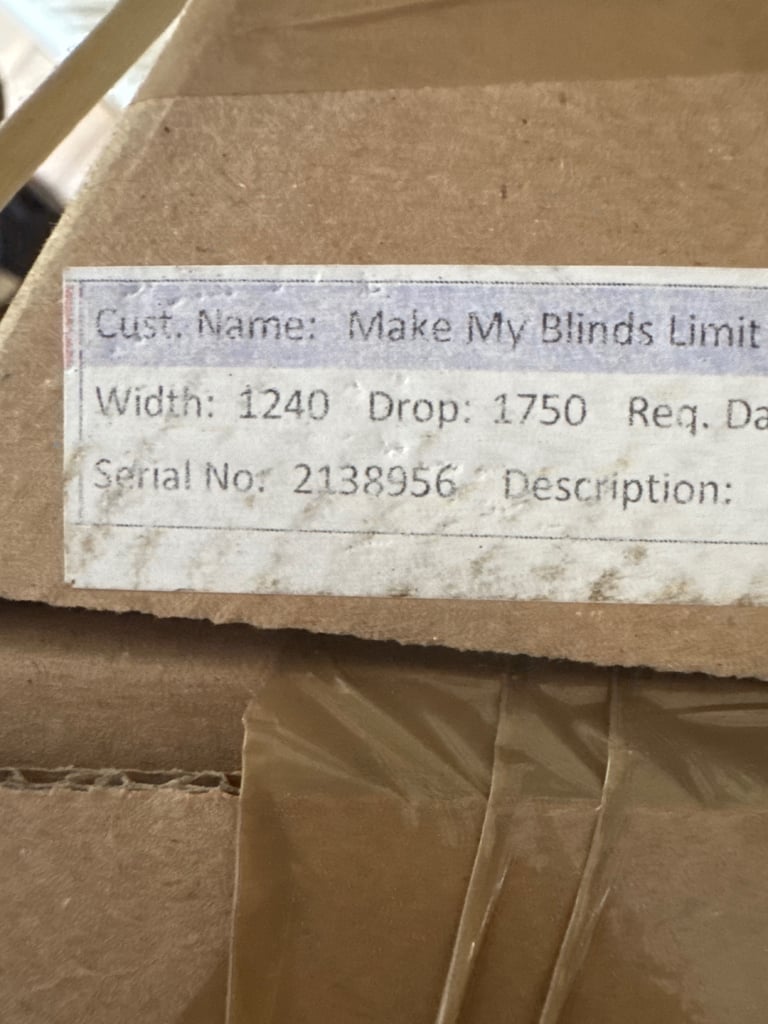 Cust. Name: Make My Blinds Limit
Width: 1240 Drop: 1750 Req. Da
Serial No: 2138956 Description: